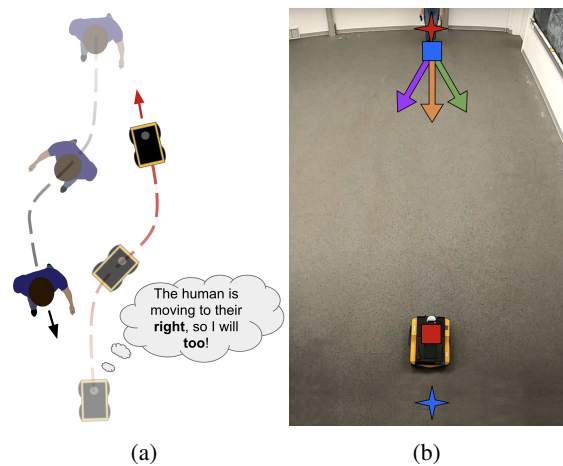 The human is
moving to their
right, so I will
too!
(a)
(b)